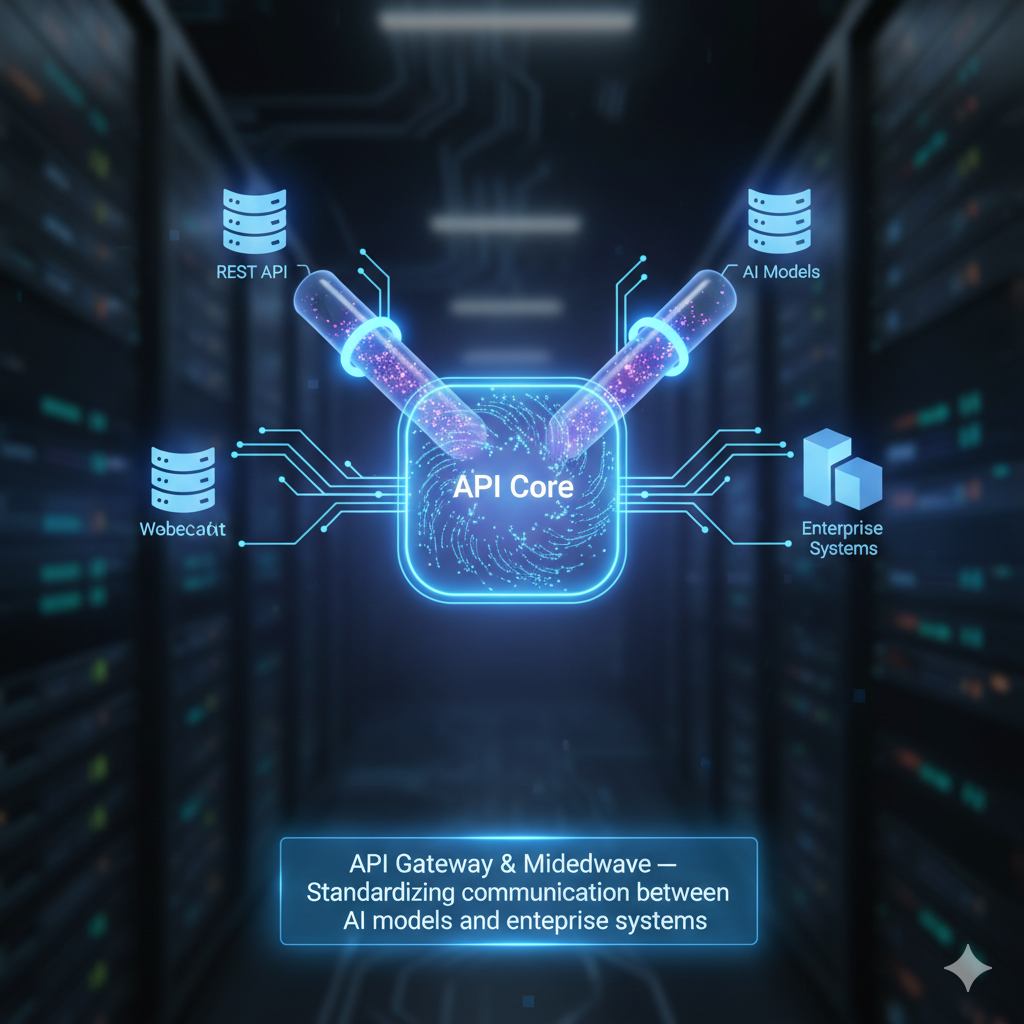 REST API
AI Models
API Core
Wobecaft
Enterprise
Systems
API Gateway & Midedwave —
Standardizing communication between
AI models and enteprise systems